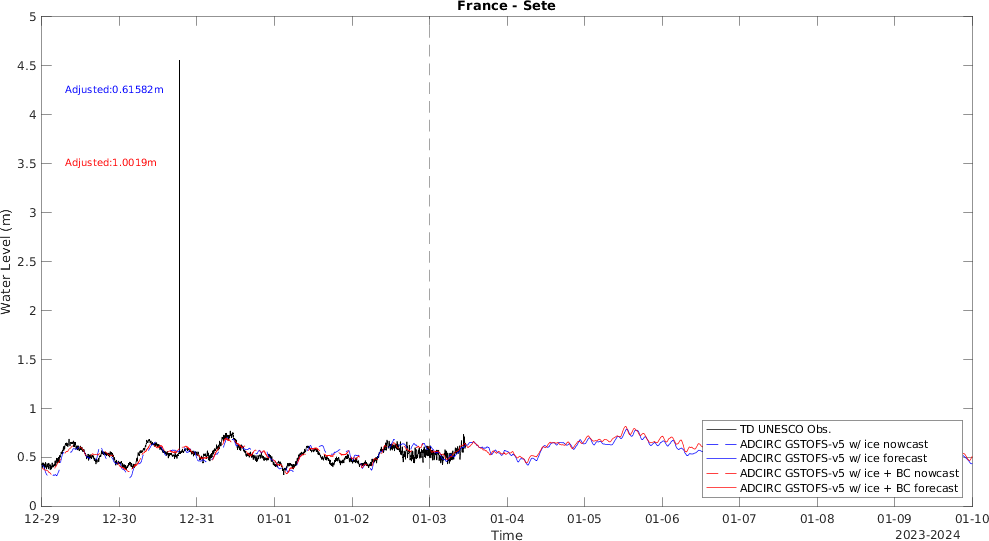 France - Sete
5
4.5
4
3.5
3
2.5
2
1.5
1
0.5
0
Water Level (m)
Adjusted:0.61582m
Adjusted:1.0019m
TD UNESCO Obs.
ADCIRC GSTOFS-v5 w/ ice nowcast
ADCIRC GSTOFS-v5 w/ ice forecast
ADCIRC GSTOFS-v5 w/ ice + BC nowcast
ADCIRC GSTOFS-v5 w/ ice + BC forecast
12-29 12-30 12-31 01-01 01-02 01-03 01-04 01-05 01-06 01-07 01-08 01-09 01-10
Time
2023-2024